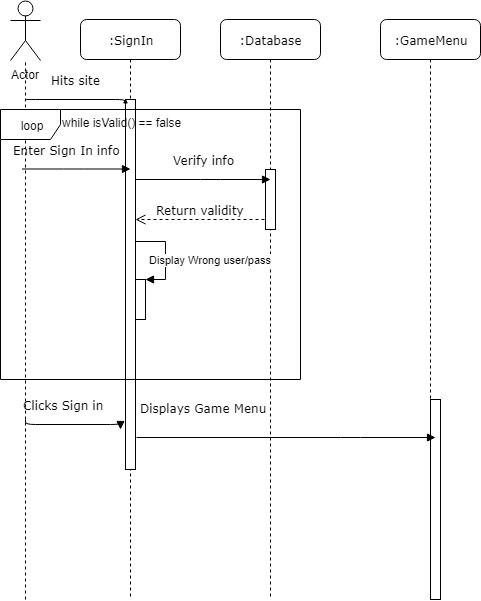 :SignIn
:Database
:GameMenu
Actor
Hits site
loop
while isValid() == false
Enter Sign In info
Verify info
Return validity
Display Wrong user/pass
Clicks Sign in
Displays Game Menu